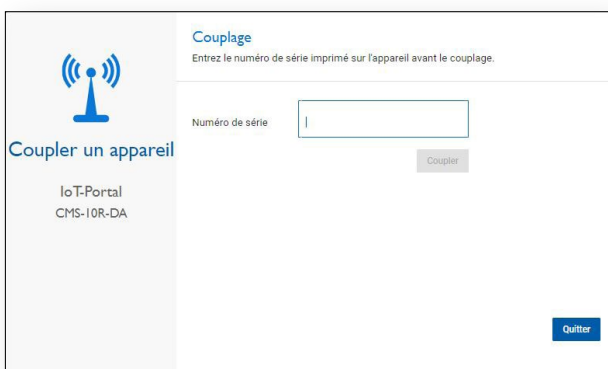 Couplage
Entrez le numéro de série imprimé sur l'appareil avant le couplage.
Coupler un appareil
IoT-Portal
CMS-10R-DA
Numéro de série
Coupler
Quitter